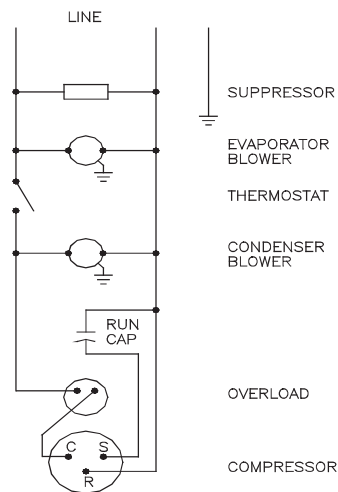 LINE
SUPPRESSOR
EVAPORATOR
BLOWER
THERMOSTAT
CONDENSER
BLOWER
RUN
CAP
OVERLOAD
C S
R
COMPRESSOR